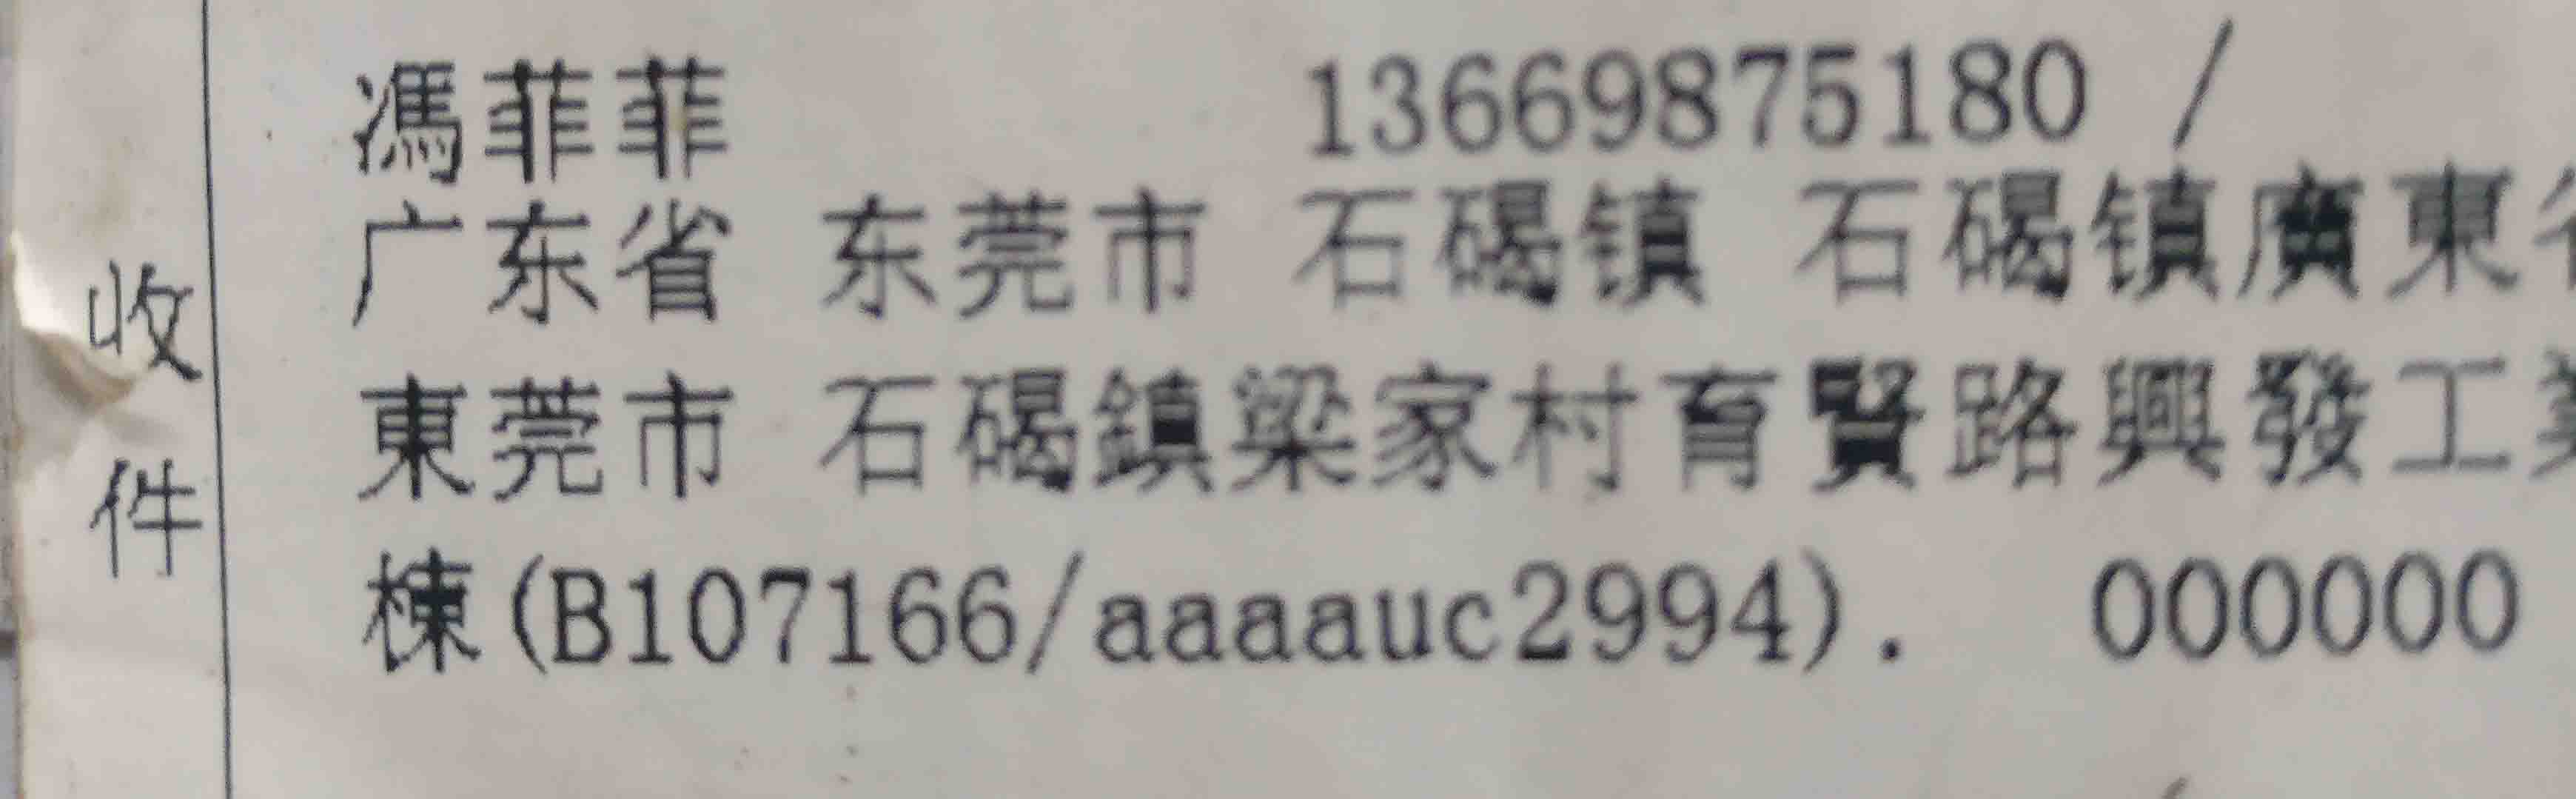 收件
馮菲菲 13669875180 /
广东省 东莞市 石碣镇 石碣镇廣東
東莞市 石碣鎮梁家村育賢路興發工
棟(B107166/aaaauc2994). 000000